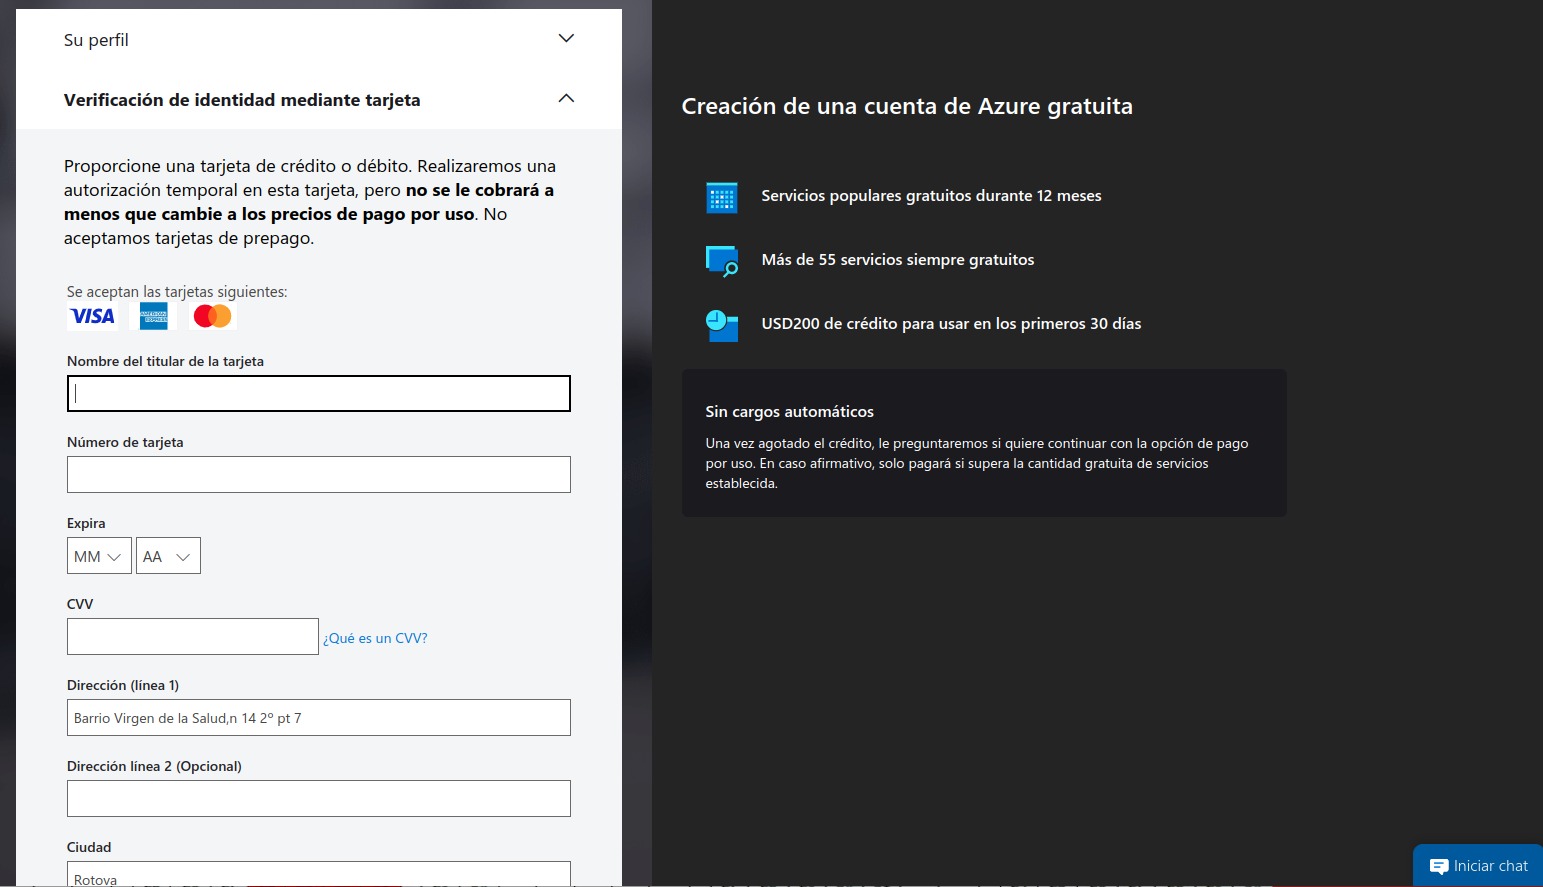 Su perfil
Verificación de identidad mediante tarjeta
Proporcione una tarjeta de crédito o débito. Realizaremos una
autorización temporal en esta tarjeta, pero no se le cobrará a
menos que cambie a los precios de pago por uso. No
aceptamos tarjetas de prepago.
Se aceptan las tarjetas siguientes:
VISA AMERICAN EXPRESS
Nombre del titular de la tarjeta
Número de tarjeta
Expira
MM AA
CVV
¿Qué es un CVV?
Dirección (línea 1)
Barrio Virgen de la Salud,n 14 2º pt 7
Dirección línea 2 (Opcional)
Ciudad
Rotova
Creación de una cuenta de Azure gratuita
Servicios populares gratuitos durante 12 meses
Más de 55 servicios siempre gratuitos
USD200 de crédito para usar en los primeros 30 días
Sin cargos automáticos
Una vez agotado el crédito, le preguntaremos si quiere continuar con la opción de pago
por uso. En caso afirmativo, solo pagará si supera la cantidad gratuita de servicios
establecida.
Iniciar chat